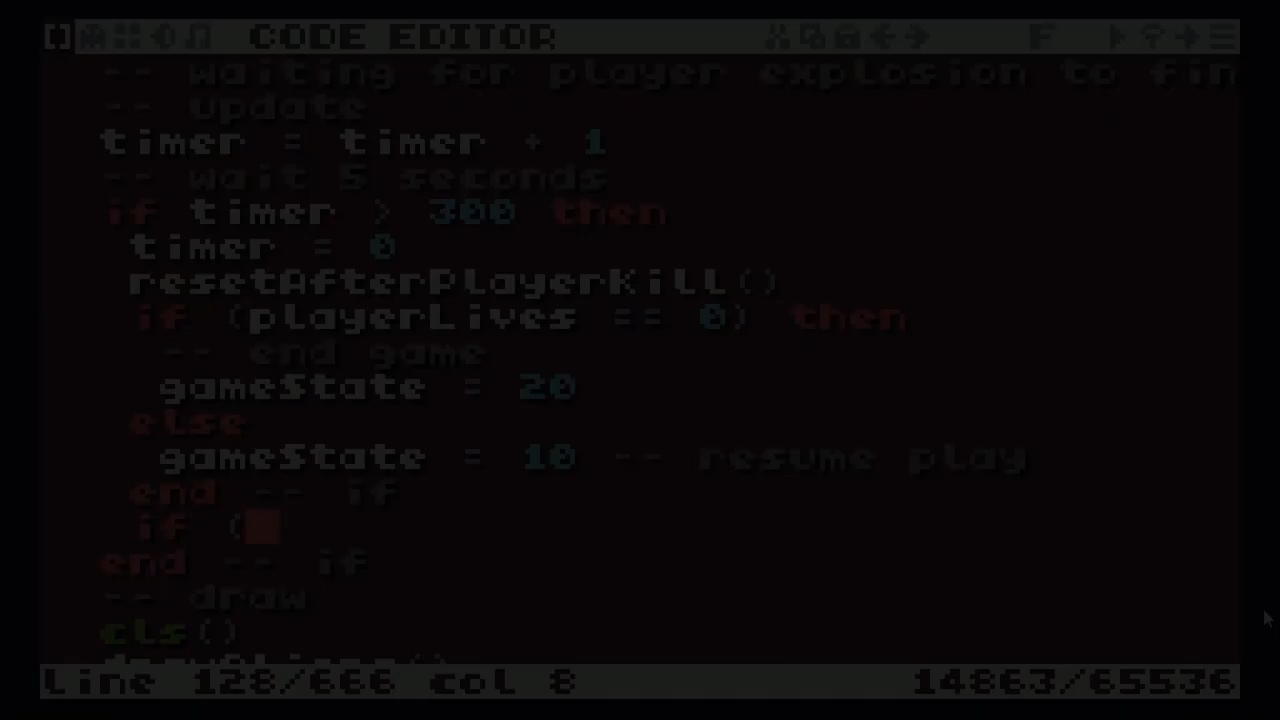 CODE EDITOR F
-- waiting for player explosion to fin
-- update
timer = timer + 1
-- wait 5 seconds
if timer > 300 then
timer = 0
resetAfterPlayerKill()
if (playerLives == 0) then
-- end game
gameState = 20
else
gameState = 10 -- resume play
end -- if
if (
end -- if
-- draw
cls()
Line 128/666 col 8 14863/65536